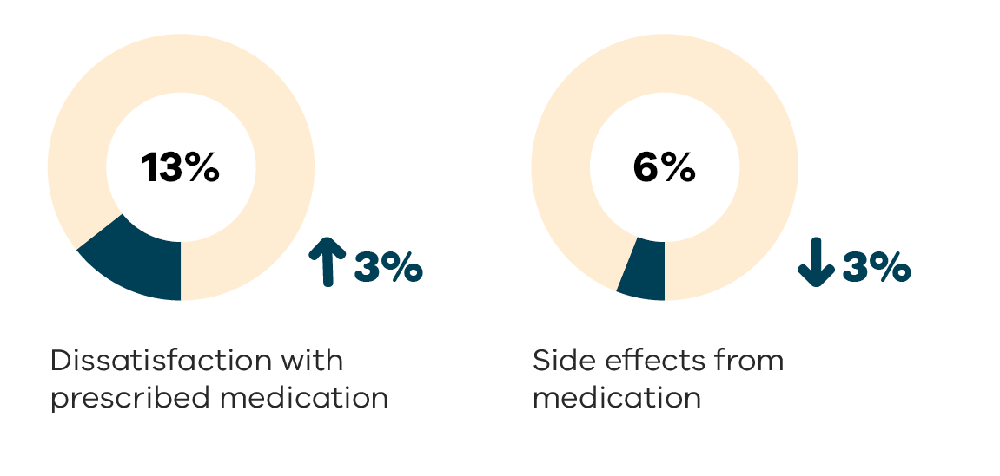 13%
↑3%
Dissatisfaction with
prescribed medication
6%
↓3%
Side effects from
medication